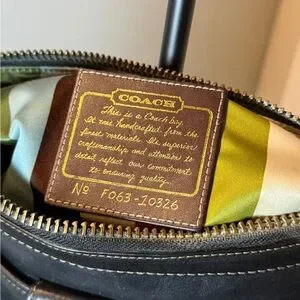 COACH
This is a Coach bag.
It was handcrafted from the
finest materials. Its superior
craftsmanship and attention to
detail reflect our commitment
to enduring quality.
Nº F063-10326